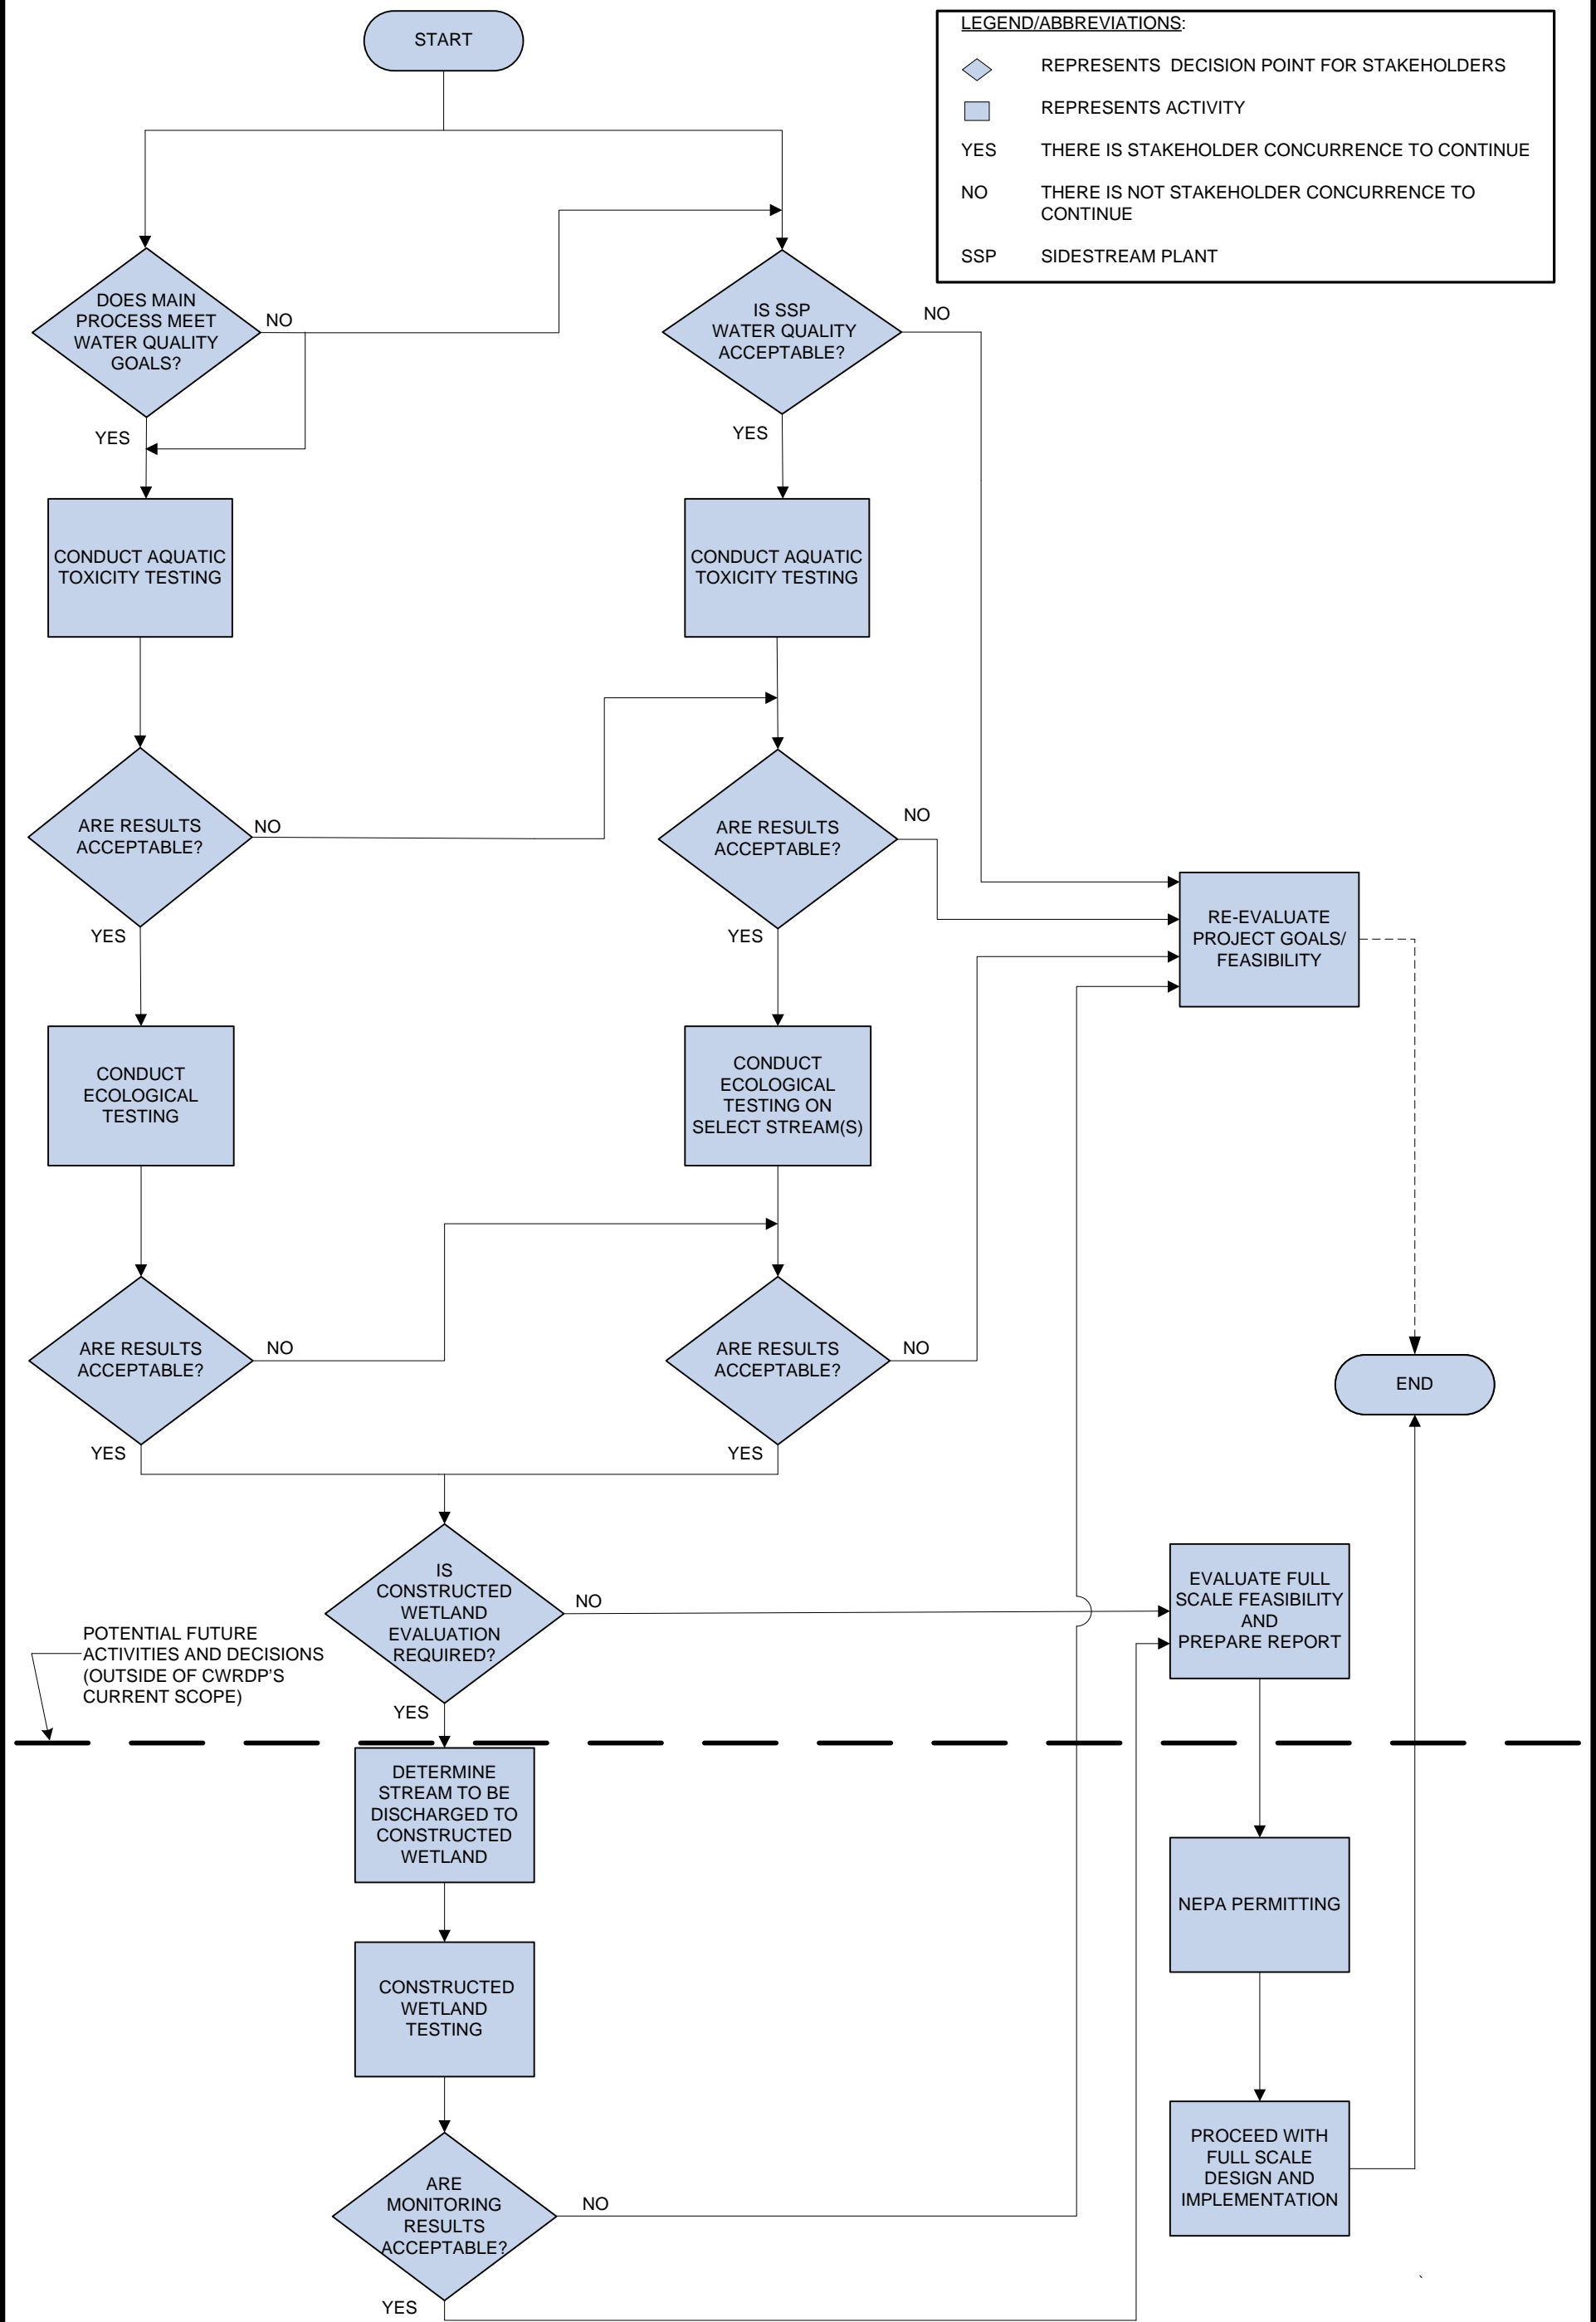 START
LEGEND/ABBREVIATIONS:
REPRESENTS DECISION POINT FOR STAKEHOLDERS
REPRESENTS ACTIVITY
YES THERE IS STAKEHOLDER CONCURRENCE TO CONTINUE
NO THERE IS NOT STAKEHOLDER CONCURRENCE TO
CONTINUE
SSP SIDESTREAM PLANT
DOES MAIN
PROCESS MEET
WATER QUALITY
GOALS?
NO
YES
IS SSP
WATER QUALITY
ACCEPTABLE?
NO
YES
CONDUCT AQUATIC
TOXICITY TESTING
CONDUCT AQUATIC
TOXICITY TESTING
ARE RESULTS
ACCEPTABLE?
NO
YES
ARE RESULTS
ACCEPTABLE?
NO
YES
RE-EVALUATE
PROJECT GOALS/
FEASIBILITY
CONDUCT
ECOLOGICAL
TESTING
CONDUCT
ECOLOGICAL
TESTING ON
SELECT STREAM(S)
ARE RESULTS
ACCEPTABLE?
NO
YES
ARE RESULTS
ACCEPTABLE?
NO
YES
END
IS
CONSTRUCTED
WETLAND
EVALUATION
REQUIRED?
NO
YES
EVALUATE FULL
SCALE FEASIBILITY
AND
PREPARE REPORT
POTENTIAL FUTURE
ACTIVITIES AND DECISIONS
(OUTSIDE OF CWRDP'S
CURRENT SCOPE)
DETERMINE
STREAM TO BE
DISCHARGED TO
CONSTRUCTED
WETLAND
NEPA PERMITTING
CONSTRUCTED
WETLAND
TESTING
PROCEED WITH
FULL SCALE
DESIGN AND
IMPLEMENTATION
ARE
MONITORING
RESULTS
ACCEPTABLE?
NO
YES
`